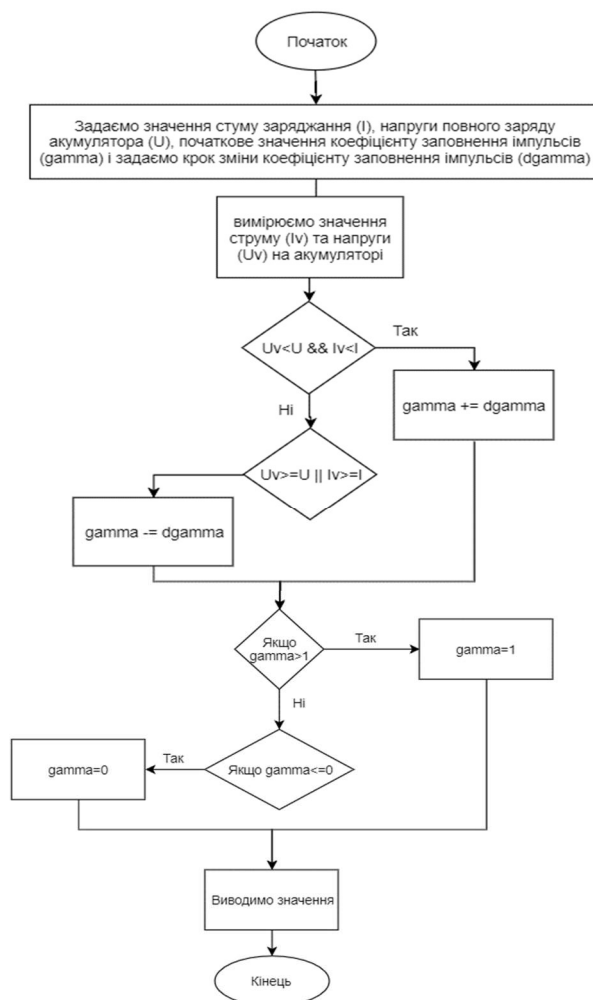 Початок
Задаємо значення стуму заряджання (I), напруги повного заряду
акумулятора (U), початкове значення коефіцієнту заповнення імпульсів
(gamma) і задаємо крок зміни коефіцієнту заповнення імпульсів (dgamma)
вимірюємо значення
струму (Iv) та напруги
(Uv) на акумуляторі
Uv<U && Iv<I
Так
gamma += dgamma
Ні
Uv>=U || Iv>=I
gamma -= dgamma
Якщо
gamma>1
Так
gamma=1
Ні
Якщо gamma<=0
Так
gamma=0
Виводимо значення
Кінець